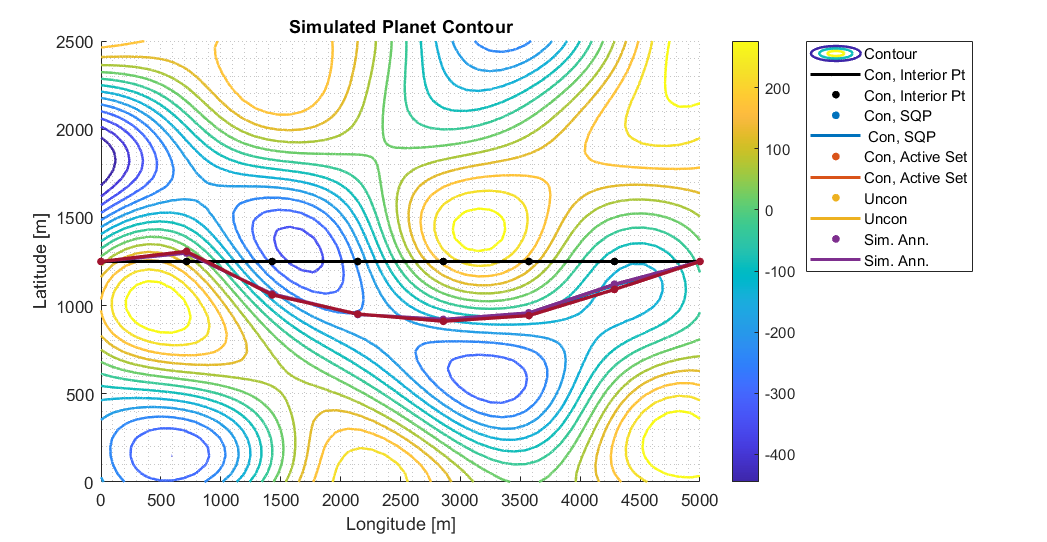 Simulated Planet Contour
2500
2000
1500
1000
500
0
Latitude [m]
0
500
1000
1500
2000
2500
3000
3500
4000
4500
5000
Longitude [m]
200
100
0
-100
-200
-300
-400
Contour
Con, Interior Pt
Con, Interior Pt
Con, SQP
Con, SQP
Con, Active Set
Con, Active Set
Uncon
Uncon
Sim. Ann.
Sim. Ann.